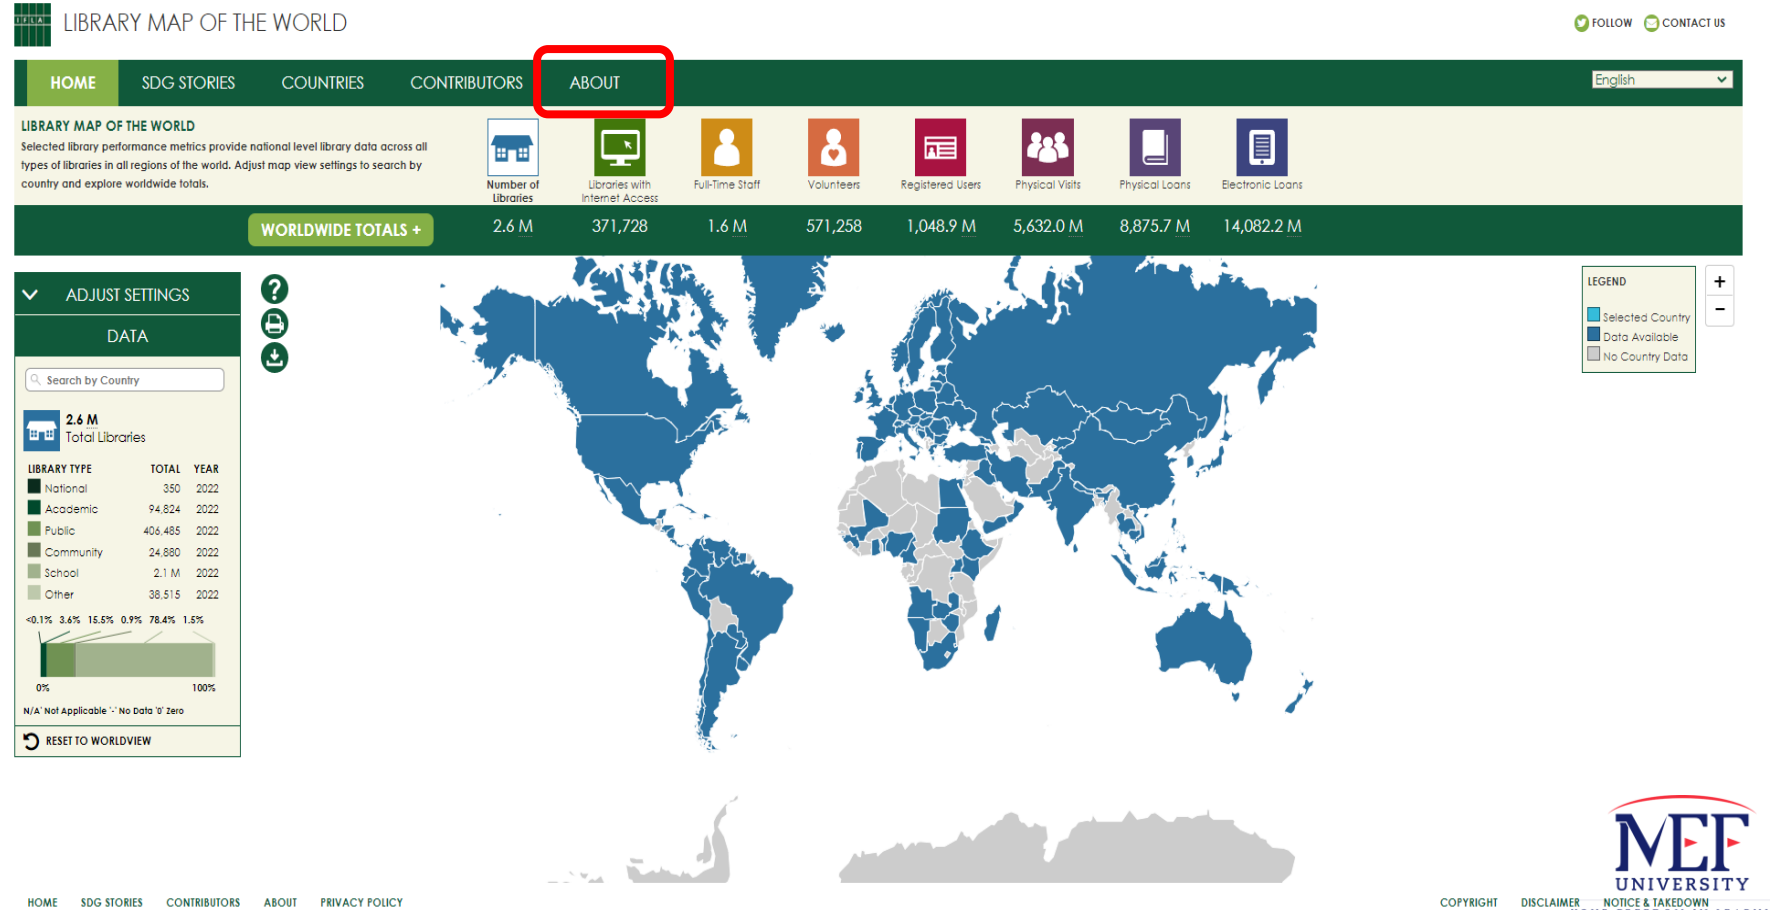 IFLA
LIBRARY MAP OF THE WORLD
FOLLOW
CONTACT US
HOME
SDG STORIES
COUNTRIES
CONTRIBUTORS
ABOUT
English
LIBRARY MAP OF THE WORLD
Selected library performance metrics provide national level library data across all
types of libraries in all regions of the world. Adjust map view settings to search by
country and explore worldwide totals.
Number of
Libraries
Libraries with
Internet Access
Full-Time Staff
Volunteers
Registered Users
Physical Visits
Physical Loans
Electronic Loans
WORLDWIDE TOTALS +
2.6 M
371,728
1.6 M
571,258
1,048.9 M
5,632.0 M
8,875.7 M
14,082.2 M
ADJUST SETTINGS
DATA
Search by Country
2.6 M
Total Libraries
LIBRARY TYPE TOTAL YEAR
National 350 2022
Academic 94,824 2022
Public 406,485 2022
Community 24,880 2022
School 2.1 M 2022
Other 38,515 2022
<0.1% 3.6% 15.5% 0.9% 78.4% 1.5%
0% 100%
N/A' Not Applicable '-' No Data '0' Zero
RESET TO WORLDVIEW
?
LEGEND
Selected Country
Data Available
No Country Data
+
-
MEF
UNIVERSITY
HOME SDG STORIES CONTRIBUTORS ABOUT PRIVACY POLICY
COPYRIGHT DISCLAIMER NOTICE & TAKEDOWN